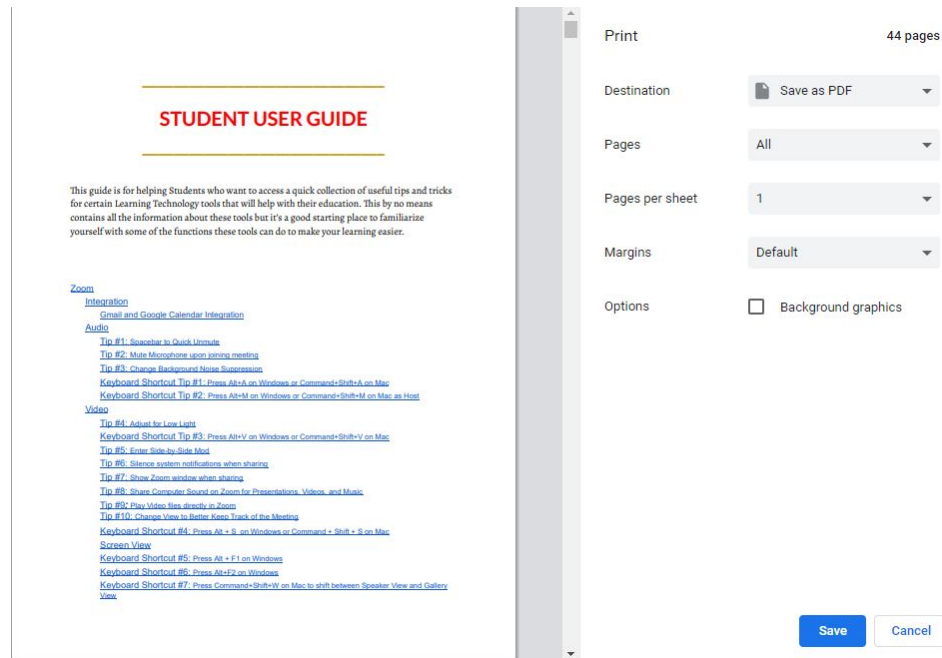 STUDENT USER GUIDE
This guide is for helping Students who want to access a quick collection of useful tips and tricks
for certain Learning Technology tools that will help with their education. This by no means
contains all the information about these tools but it's a good starting place to familiarize
yourself with some of the functions these tools can do to make your learning easier.
Zoom
Integration
Gmail and Google Calendar Integration
Audio
Tip #1: Spacebar to Quick Unmute
Tip #2: Mute Microphone upon joining meeting
Tip #3: Change Background Noise Suppression
Keyboard Shortcut Tip #1: Press Alt+A on Windows or Command+Shift+A on Mac
Keyboard Shortcut Tip #2: Press Alt+M on Windows or Command+Shift+M on Mac as Host
Video
Tip #4: Adjust for Low Light
Keyboard Shortcut Tip #3: Press Alt+V on Windows or Command+Shift+V on Mac
Tip #5: Enter Side-by-Side Mod
Tip #6: Silence system notifications when sharing
Tip #7: Show Zoom window when sharing
Tip #8: Share Computer Sound on Zoom for Presentations, Videos, and Music
Tip #9: Play Video files directly in Zoom
Tip #10: Change View to Better Keep Track of the Meeting
Keyboard Shortcut #4: Press Alt + S on Windows or Command + Shift + S on Mac
Screen View
Keyboard Shortcut #5: Press Alt + F1 on Windows
Keyboard Shortcut #6: Press Alt+F2 on Windows
Keyboard Shortcut #7: Press Command+Shift+W on Mac to shift between Speaker View and Gallery
View
Print 44 pages
Destination Save as PDF
Pages All
Pages per sheet 1
Margins Default
Options Background graphics
Save Cancel